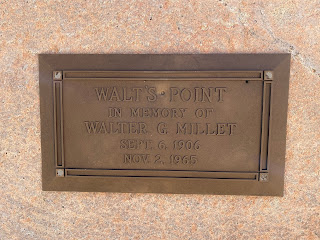 WALT'S POINT
IN MEMORY OF
WALTER G. MILLET
SEPT. 6, 1906
NOV. 2, 1965